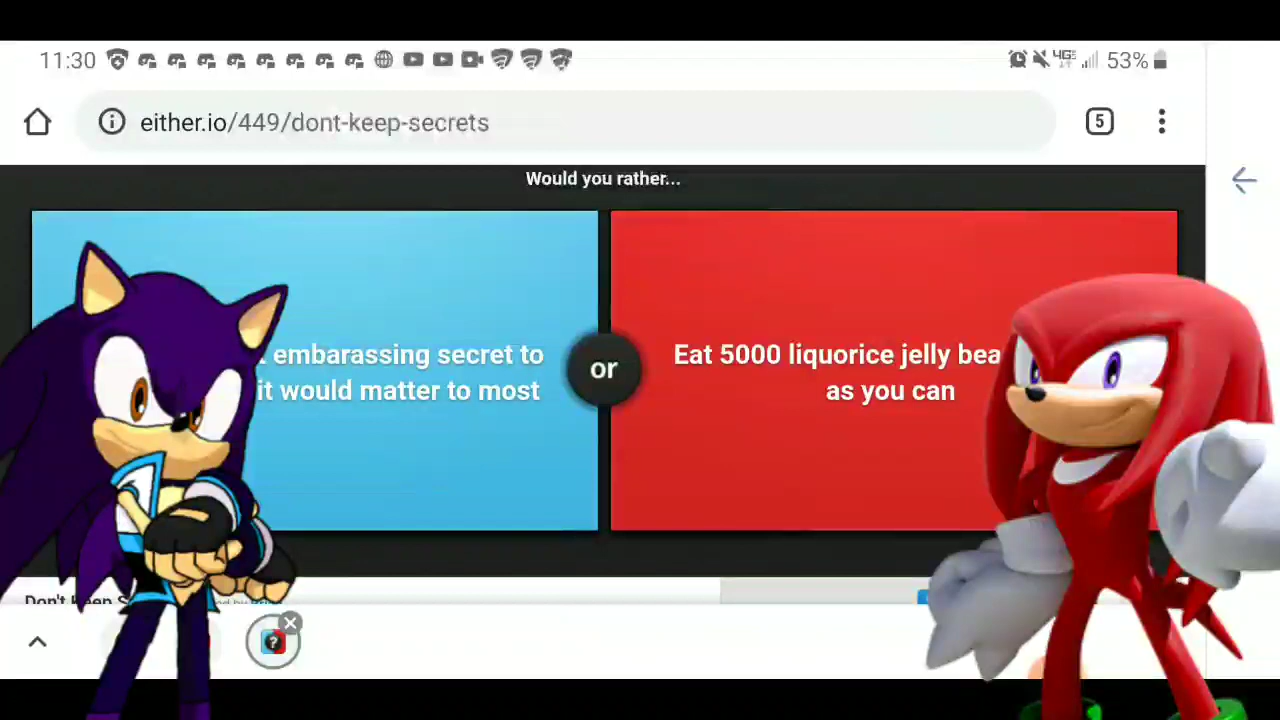 11:30
4GE 53%
either.io/449/dont-keep-secrets
5
Would you rather...
embarassing secret to
it would matter to most
or
Eat 5000 liquorice jelly
as you can
?